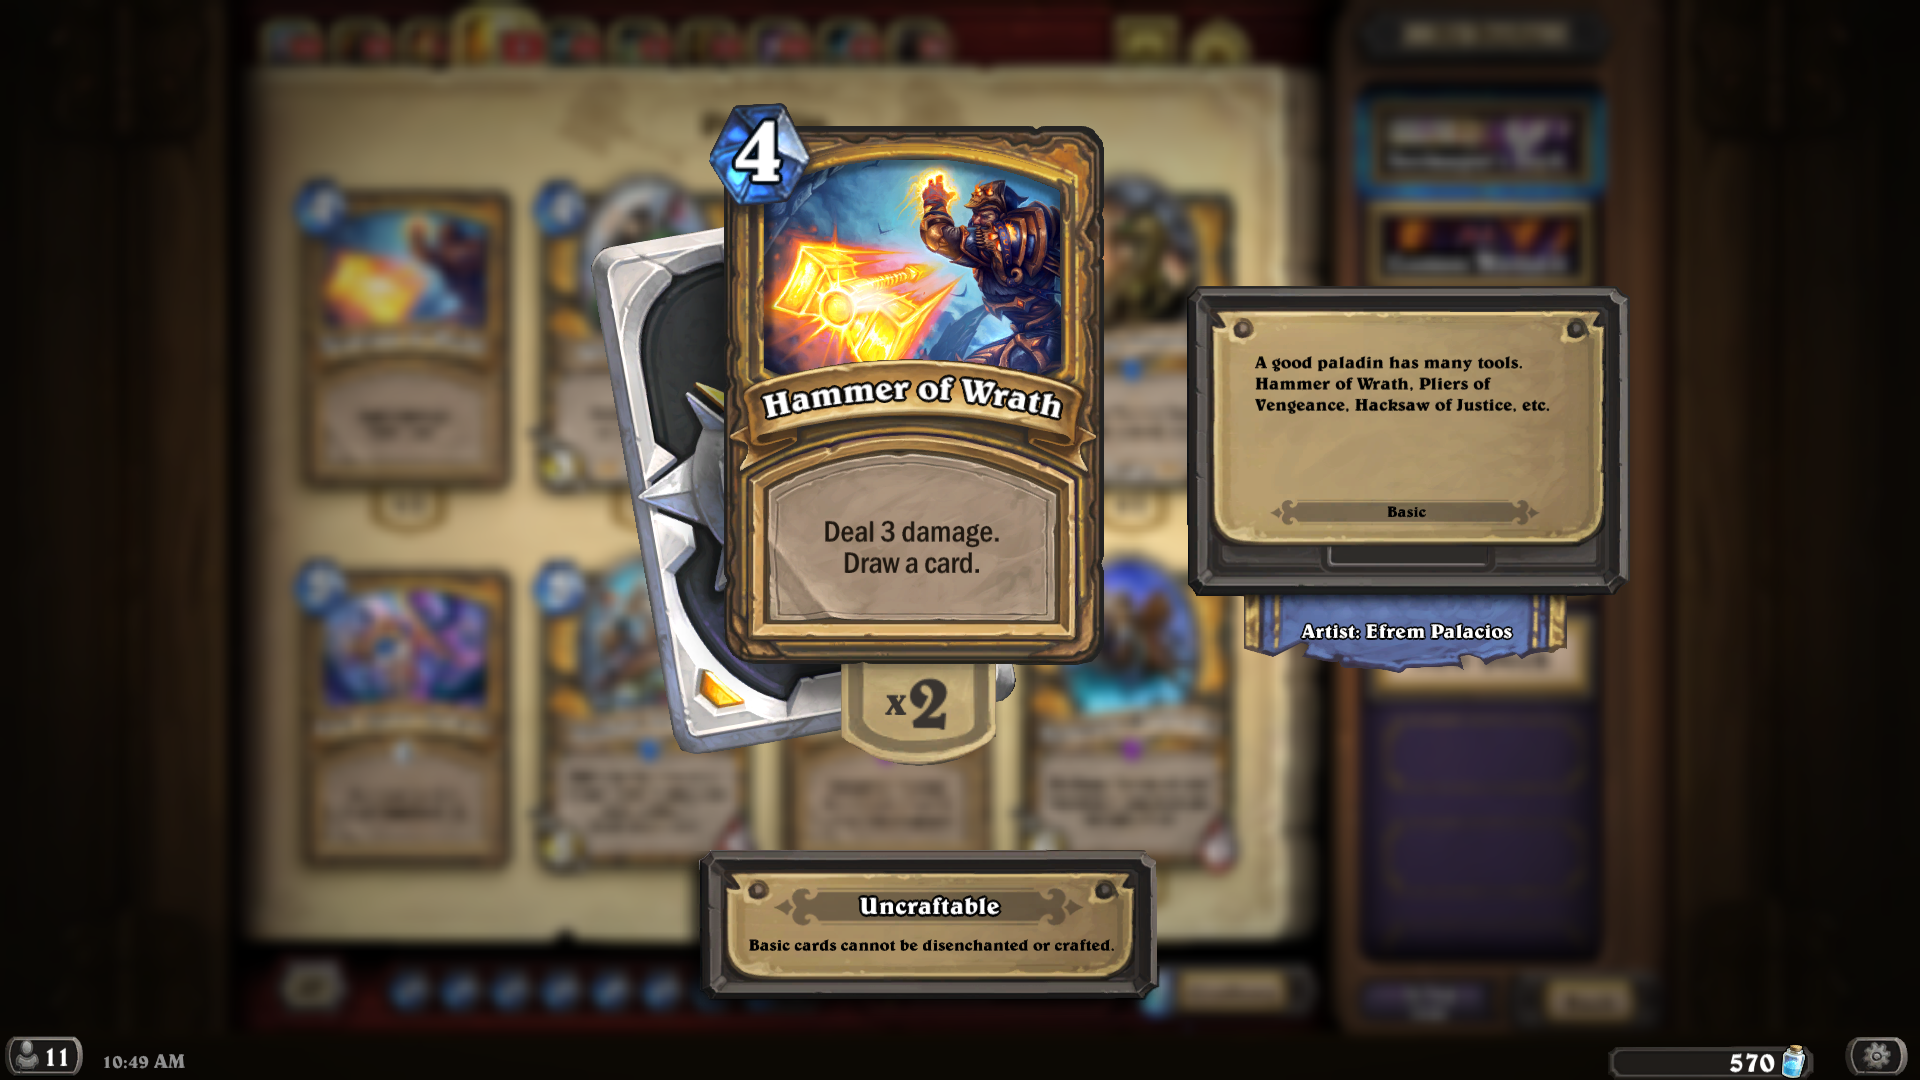 4
Hammer of Wrath
Deal 3 damage.
Draw a card.
x2
A good paladin has many tools.
Hammer of Wrath, Pliers of
Vengeance, Hacksaw of Justice, etc.
Basic
Artist: Efrem Palacios
Uncraftable
Basic cards cannot be disenchanted or crafted.
11
10:49 AM
570